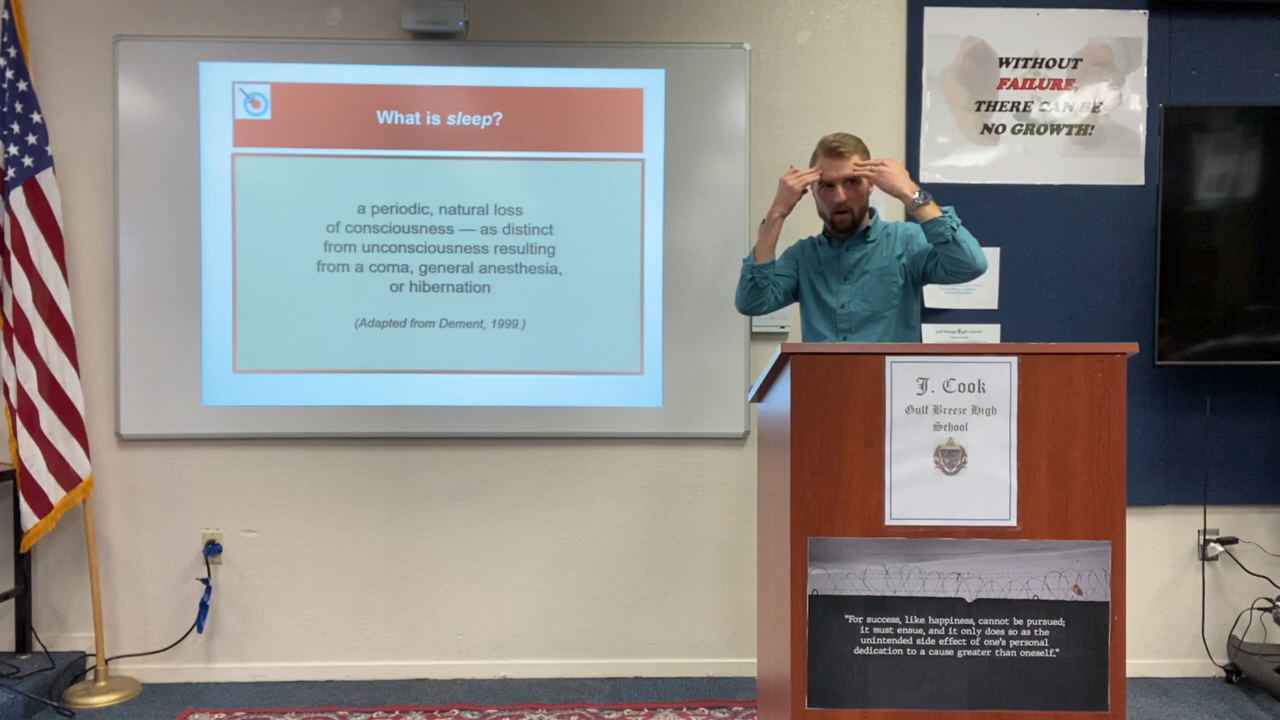 What is sleep?
a periodic, natural loss
of consciousness — as distinct
from unconsciousness resulting
from a coma, general anesthesia,
or hibernation
(Adapted from Dement, 1999.)
WITHOUT
FAILURE,
THERE CAN BE
NO GROWTH!
J. Cook
Gulf Breeze High
School
"For success, like happiness, cannot be pursued;
it must ensue, and it only does so as the
unintended side effect of one's personal
dedication to a cause greater than oneself."